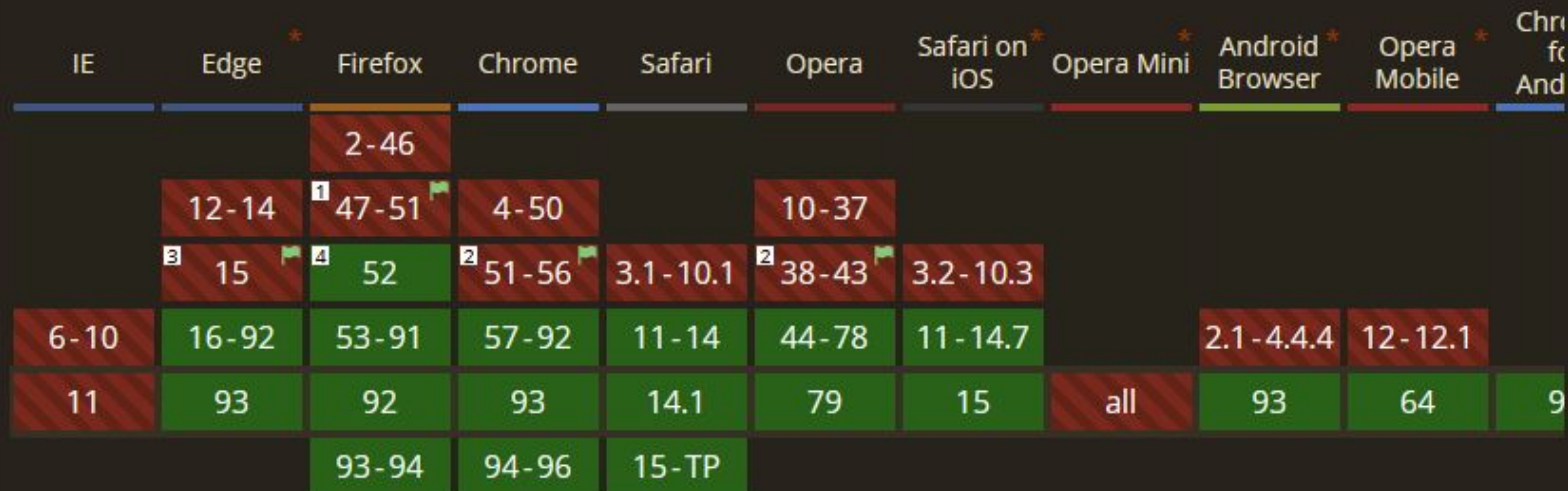 IE Edge * Firefox Chrome Safari Opera Safari on iOS * Opera Mini * Android Browser * Opera Mobile *
2-46
12-14 1 47-51 4-50 10-37
3 15 4 52 2 51-56 3.1-10.1 2 38-43 3.2-10.3
6-10 16-92 53-91 57-92 11-14 44-78 11-14.7 2.1-4.4.4 12-12.1
11 93 92 93 14.1 79 15 all 93 64
93-94 94-96 15-TP